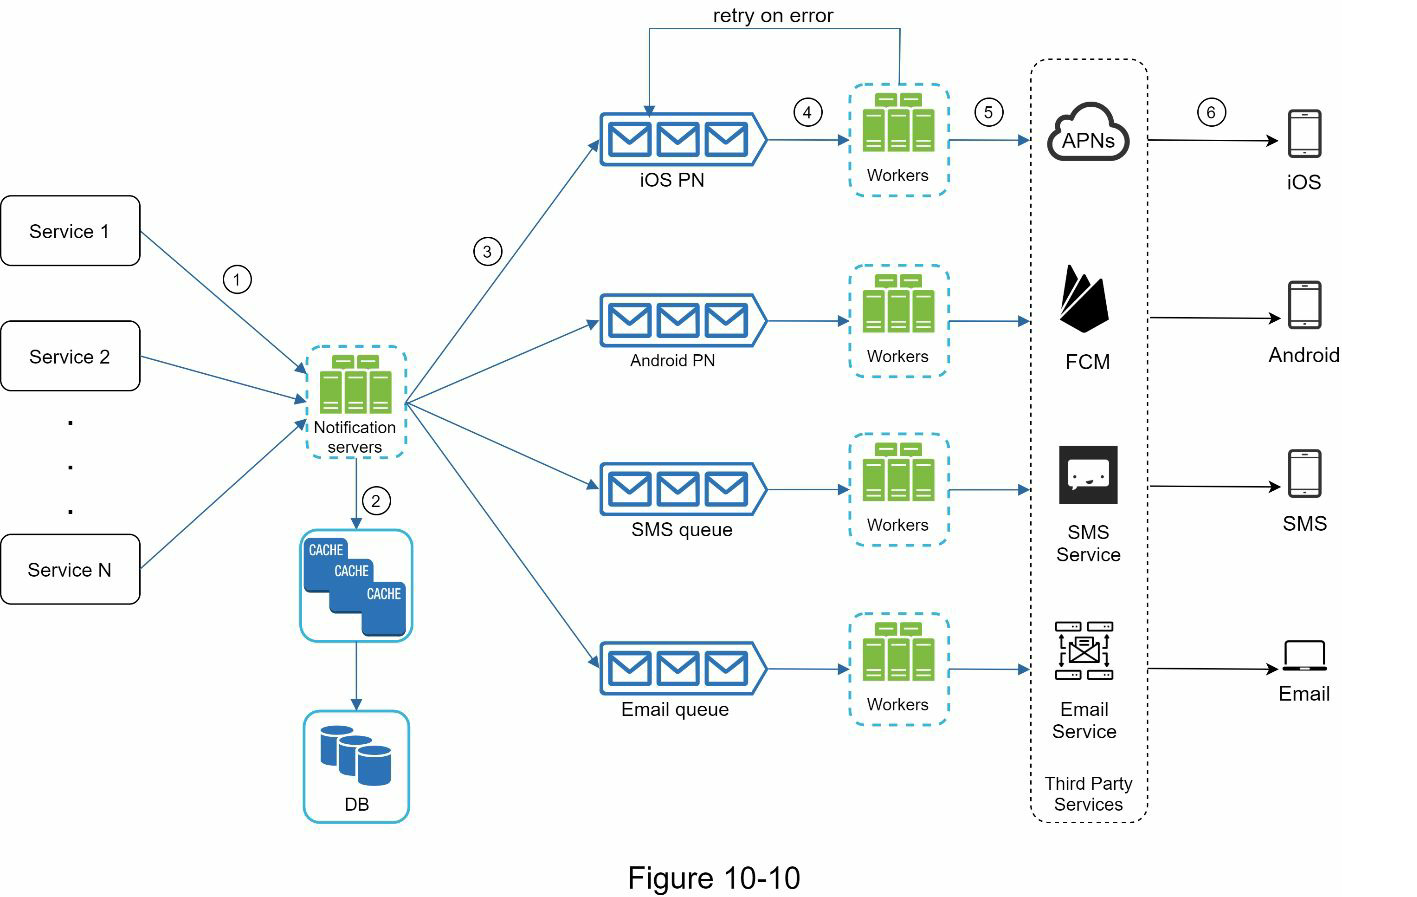 retry on error
4
5
6
APNs
iOS PN
Workers
iOS
Service 1
1
3
Service 2
Android PN
Workers
FCM
Android
Notification
servers
2
SMS queue
Workers
SMS
Service
SMS
Service N
CACHE
CACHE
CACHE
Email queue
Workers
Email
Service
Email
DB
Third Party
Services
Figure 10-10